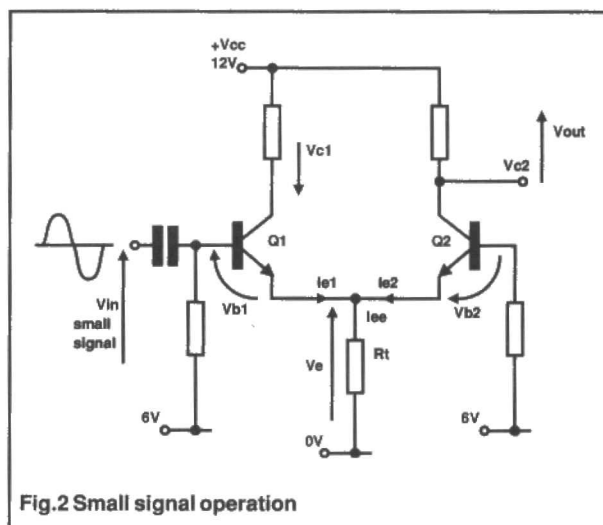 +Vcc
12V
Vc1
Vout
Vc2
Q1
Q2
Ie1
Ie2
Vin
small
signal
Vb1
Iee
Vb2
Ve
Rt
6V
0V
6V
Fig.2 Small signal operation